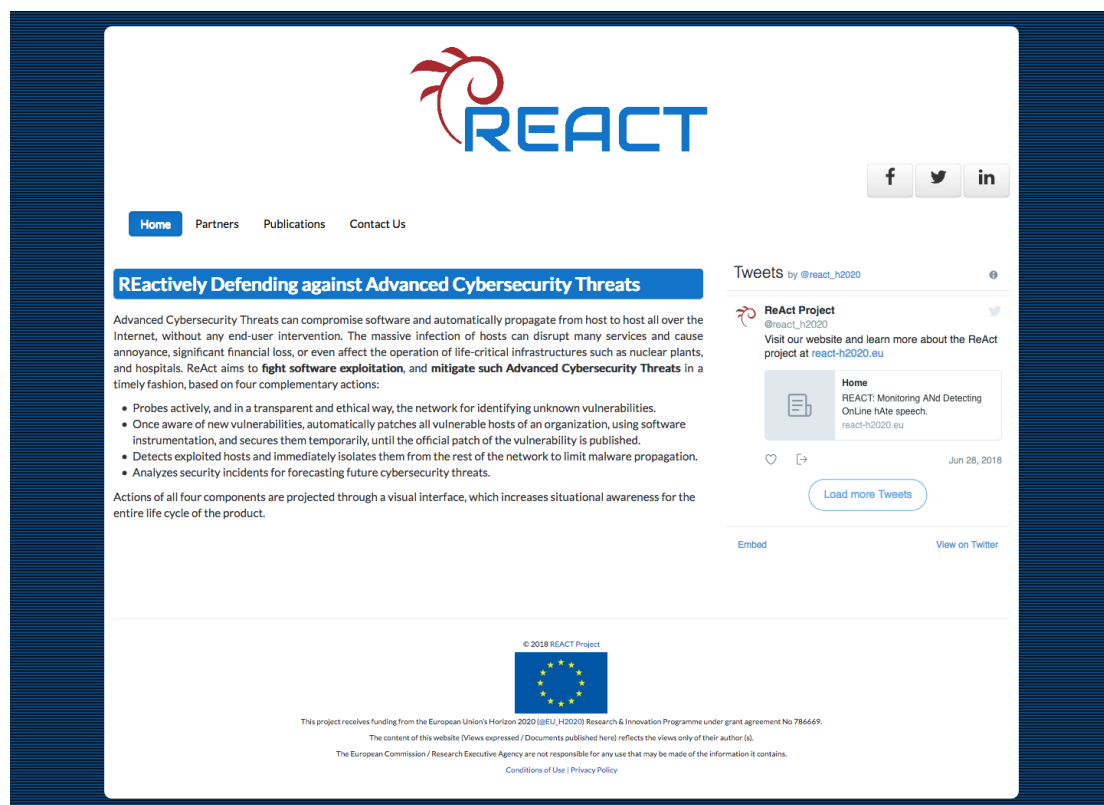 REACT
Home Partners Publications Contact Us
REactively Defending against Advanced Cybersecurity Threats
Advanced Cybersecurity Threats can compromise software and automatically propagate from host to host all over the
Internet, without any end-user intervention. The massive infection of hosts can disrupt many services and cause
annoyance, significant financial loss, or even affect the operation of life-critical infrastructures such as nuclear plants,
and hospitals. ReAct aims to fight software exploitation, and mitigate such Advanced Cybersecurity Threats in a
timely fashion, based on four complementary actions:
• Probes actively, and in a transparent and ethical way, the network for identifying unknown vulnerabilities.
• Once aware of new vulnerabilities, automatically patches all vulnerable hosts of an organization, using software
instrumentation, and secures them temporarily, until the official patch of the vulnerability is published.
• Detects exploited hosts and immediately isolates them from the rest of the network to limit malware propagation.
• Analyzes security incidents for forecasting future cybersecurity threats.
Actions of all four components are projected through a visual interface, which increases situational awareness for the
entire life cycle of the product.
Tweets by @react_h2020
ReAct Project
@react_h2020
Visit our website and learn more about the ReAct
project at react-h2020.eu
Home
REACT: Monitoring ANd Detecting
OnLine hAte speech.
react-h2020.eu
Jun 28, 2018
Load more Tweets
Embed View on Twitter
© 2018 REACT Project
This project receives funding from the European Union's Horizon 2020 (@EU_H2020) Research & Innovation Programme under grant agreement No 786669.
The content of this website (Views expressed / Documents published here) reflects the views only of their author (s).
The European Commission / Research Executive Agency are not responsible for any use that may be made of the information it contains.
Conditions of Use | Privacy Policy